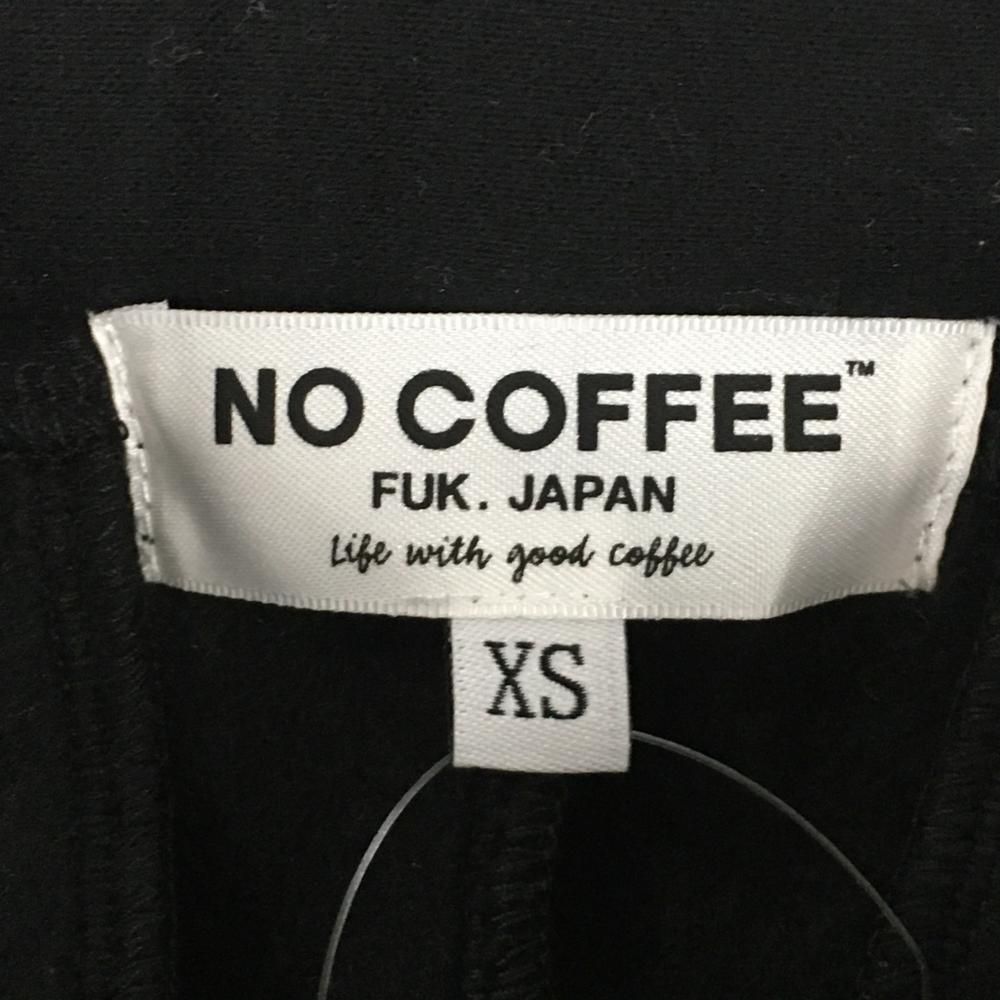 NO COFFEE™
FUK. JAPAN
Life with good coffee
XS